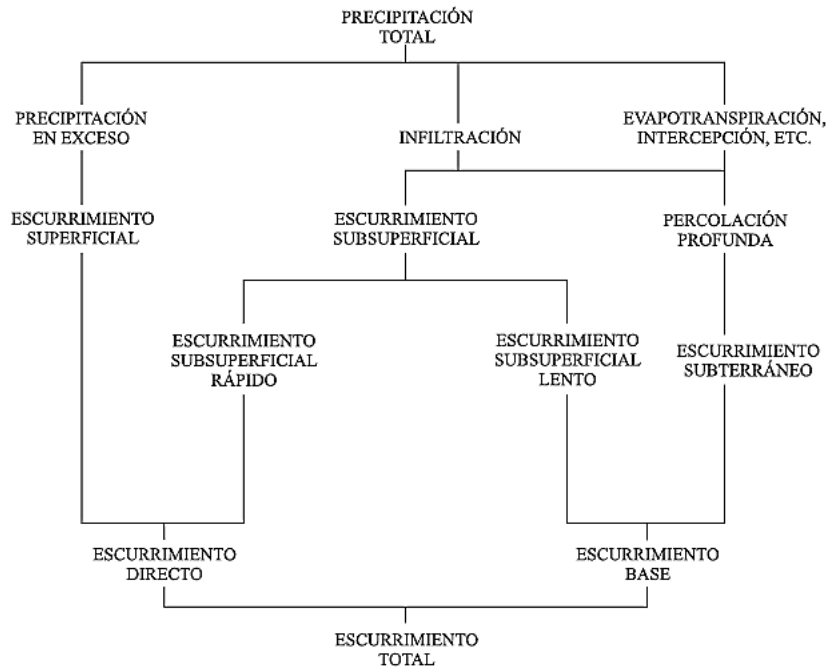 PRECIPITACIÓN
TOTAL
PRECIPITACIÓN
EN EXCESO
INFILTRACIÓN
EVAPOTRANSPIRACIÓN,
INTERCEPCIÓN, ETC.
ESCURRIMIENTO
SUPERFICIAL
ESCURRIMIENTO
SUBSUPERFICIAL
PERCOLACIÓN
PROFUNDA
ESCURRIMIENTO
SUBSUPERFICIAL
RÁPIDO
ESCURRIMIENTO
SUBSUPERFICIAL
LENTO
ESCURRIMIENTO
SUBTERRÁNEO
ESCURRIMIENTO
DIRECTO
ESCURRIMIENTO
BASE
ESCURRIMIENTO
TOTAL